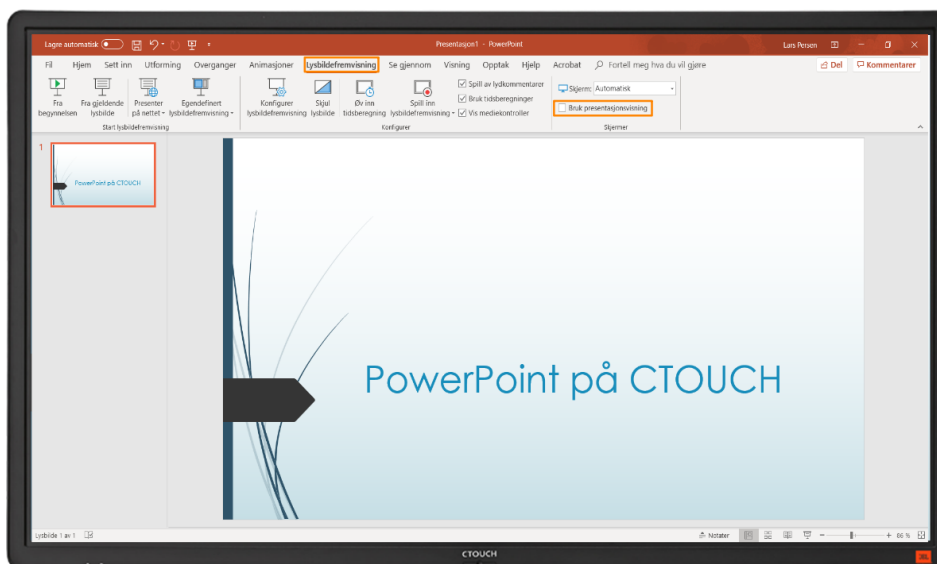 Lagre automatisk
Presentasjon1 - PowerPoint
Lars Persen
Fil Hjem Sett inn Utforming Overganger Animasjoner Lysbildefremvisning Se gjennom Visning Opptak Hjelp Acrobat Fortell meg hva du vil gjøre Del Kommentarer
Fra begynnelsen
Fra gjeldende lysbilde
Presenter på nettet
Egendefinert lysbildefremvisning
Start lysbildefremvisning
Konfigurer lysbildefremvisning
Skjul lysbilde
Øv inn tidsberegning
Spill inn lysbildefremvisning
Spill av lydkommentarer
Bruk tidsberegninger
Vis mediekontroller
Konfigurer
Skjerm: Automatisk
Bruk presentasjonsvisning
Skjermer
1
PowerPoint på CTOUCH
PowerPoint på CTOUCH
Lysbilde 1 av 1
Notater
86 %
CTOUCH
JBL